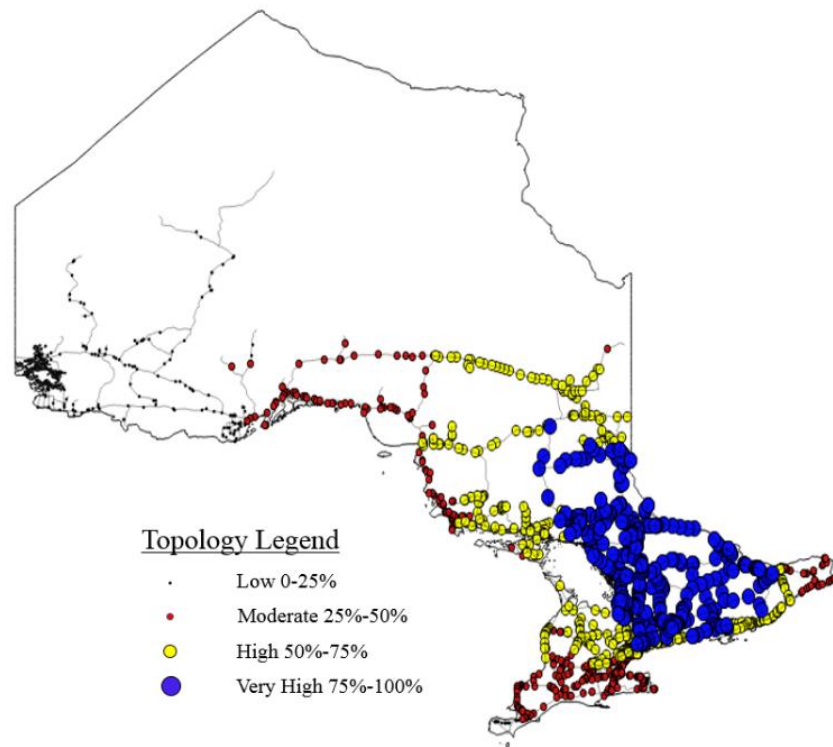 Topology Legend
Low 0-25%
Moderate 25%-50%
High 50%-75%
Very High 75%-100%